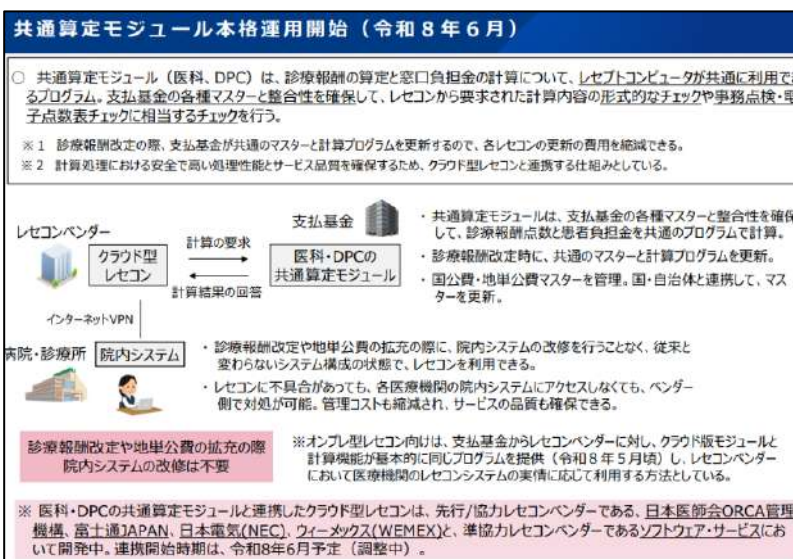 共通算定モジュール本格運用開始（令和８年６月）
○ 共通算定モジュール（医科、DPC）は、診療報酬の算定と窓口負担金の計算について、レセプトコンピュータが共通に利用でき
るプログラム。支払基金の各種マスターと整合性を確保して、レセコンから要求された計算内容の形式的なチェックや事務点検・電
子点数表チェックに相当するチェックを行う。
※１ 診療報酬改定の際、支払基金が共通のマスターと計算プログラムを更新するので、各レセコンの更新の費用を縮減できる。
※２ 計算処理における安全で高い処理性能とサービス品質を確保するため、クラウド型レセコンと連携する仕組みとしている。
レセコンベンダー
クラウド型
レセコン
計算の要求
計算結果の回答
支払基金
医科・DPCの
共通算定モジュール
・ 共通算定モジュールは、支払基金の各種マスターと整合性を確保
して、診療報酬点数と患者負担金を共通のプログラムで計算。
・ 診療報酬改定時に、共通のマスターと計算プログラムを更新。
・ 国公費・地単公費マスターを管理。国・自治体と連携して、マス
ターを更新。
インターネットVPN
病院・診療所
院内システム
・ 診療報酬改定や地単公費の拡充の際に、院内システムの改修を行うことなく、従来と
変わらないシステム構成の状態で、レセコンを利用できる。
・ レセコンに不具合があっても、各医療機関の院内システムにアクセスしなくても、ベンダー
側で対処が可能。管理コストも縮減され、サービスの品質も確保できる。
診療報酬改定や地単公費の拡充の際
院内システムの改修は不要
※オンプレ型レセコン向けは、支払基金からレセコンベンダーに対し、クラウド版モジュールと
計算機能が基本的に同じプログラムを提供（令和８年５月頃）し、レセコンベンダー
において医療機関のレセコンシステムの実情に応じて利用する方法としている。
※ 医科・DPCの共通算定モジュールと連携したクラウド型レセコンは、先行/協力レセコンベンダーである、日本医師会ORCA管理
機構、富士通JAPAN、日本電気(NEC)、ウィーメックス(WEMEX)と、準協力レセコンベンダーであるソフトウェア・サービスにお
いて開発中。連携開始時期は、令和8年6月予定（調整中）。